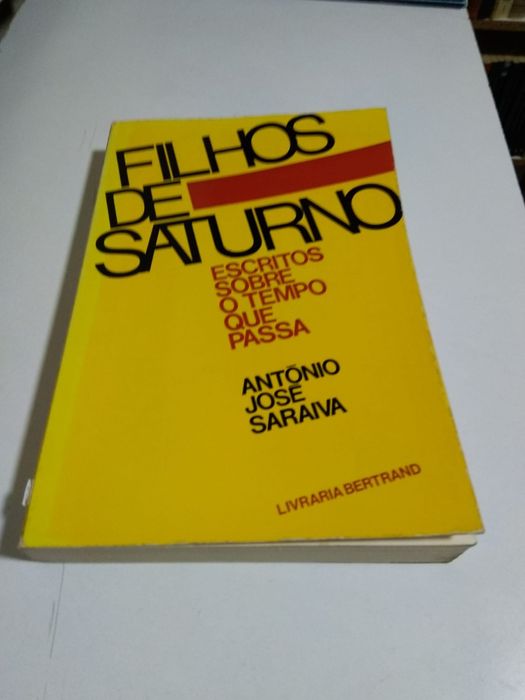 FILHOS
DE
SATURNO
ESCRITOS
SOBRE
O TEMPO
QUE
PASSA
ANTÓNIO
JOSÉ
SARAIVA
LIVRARIA BERTRAND